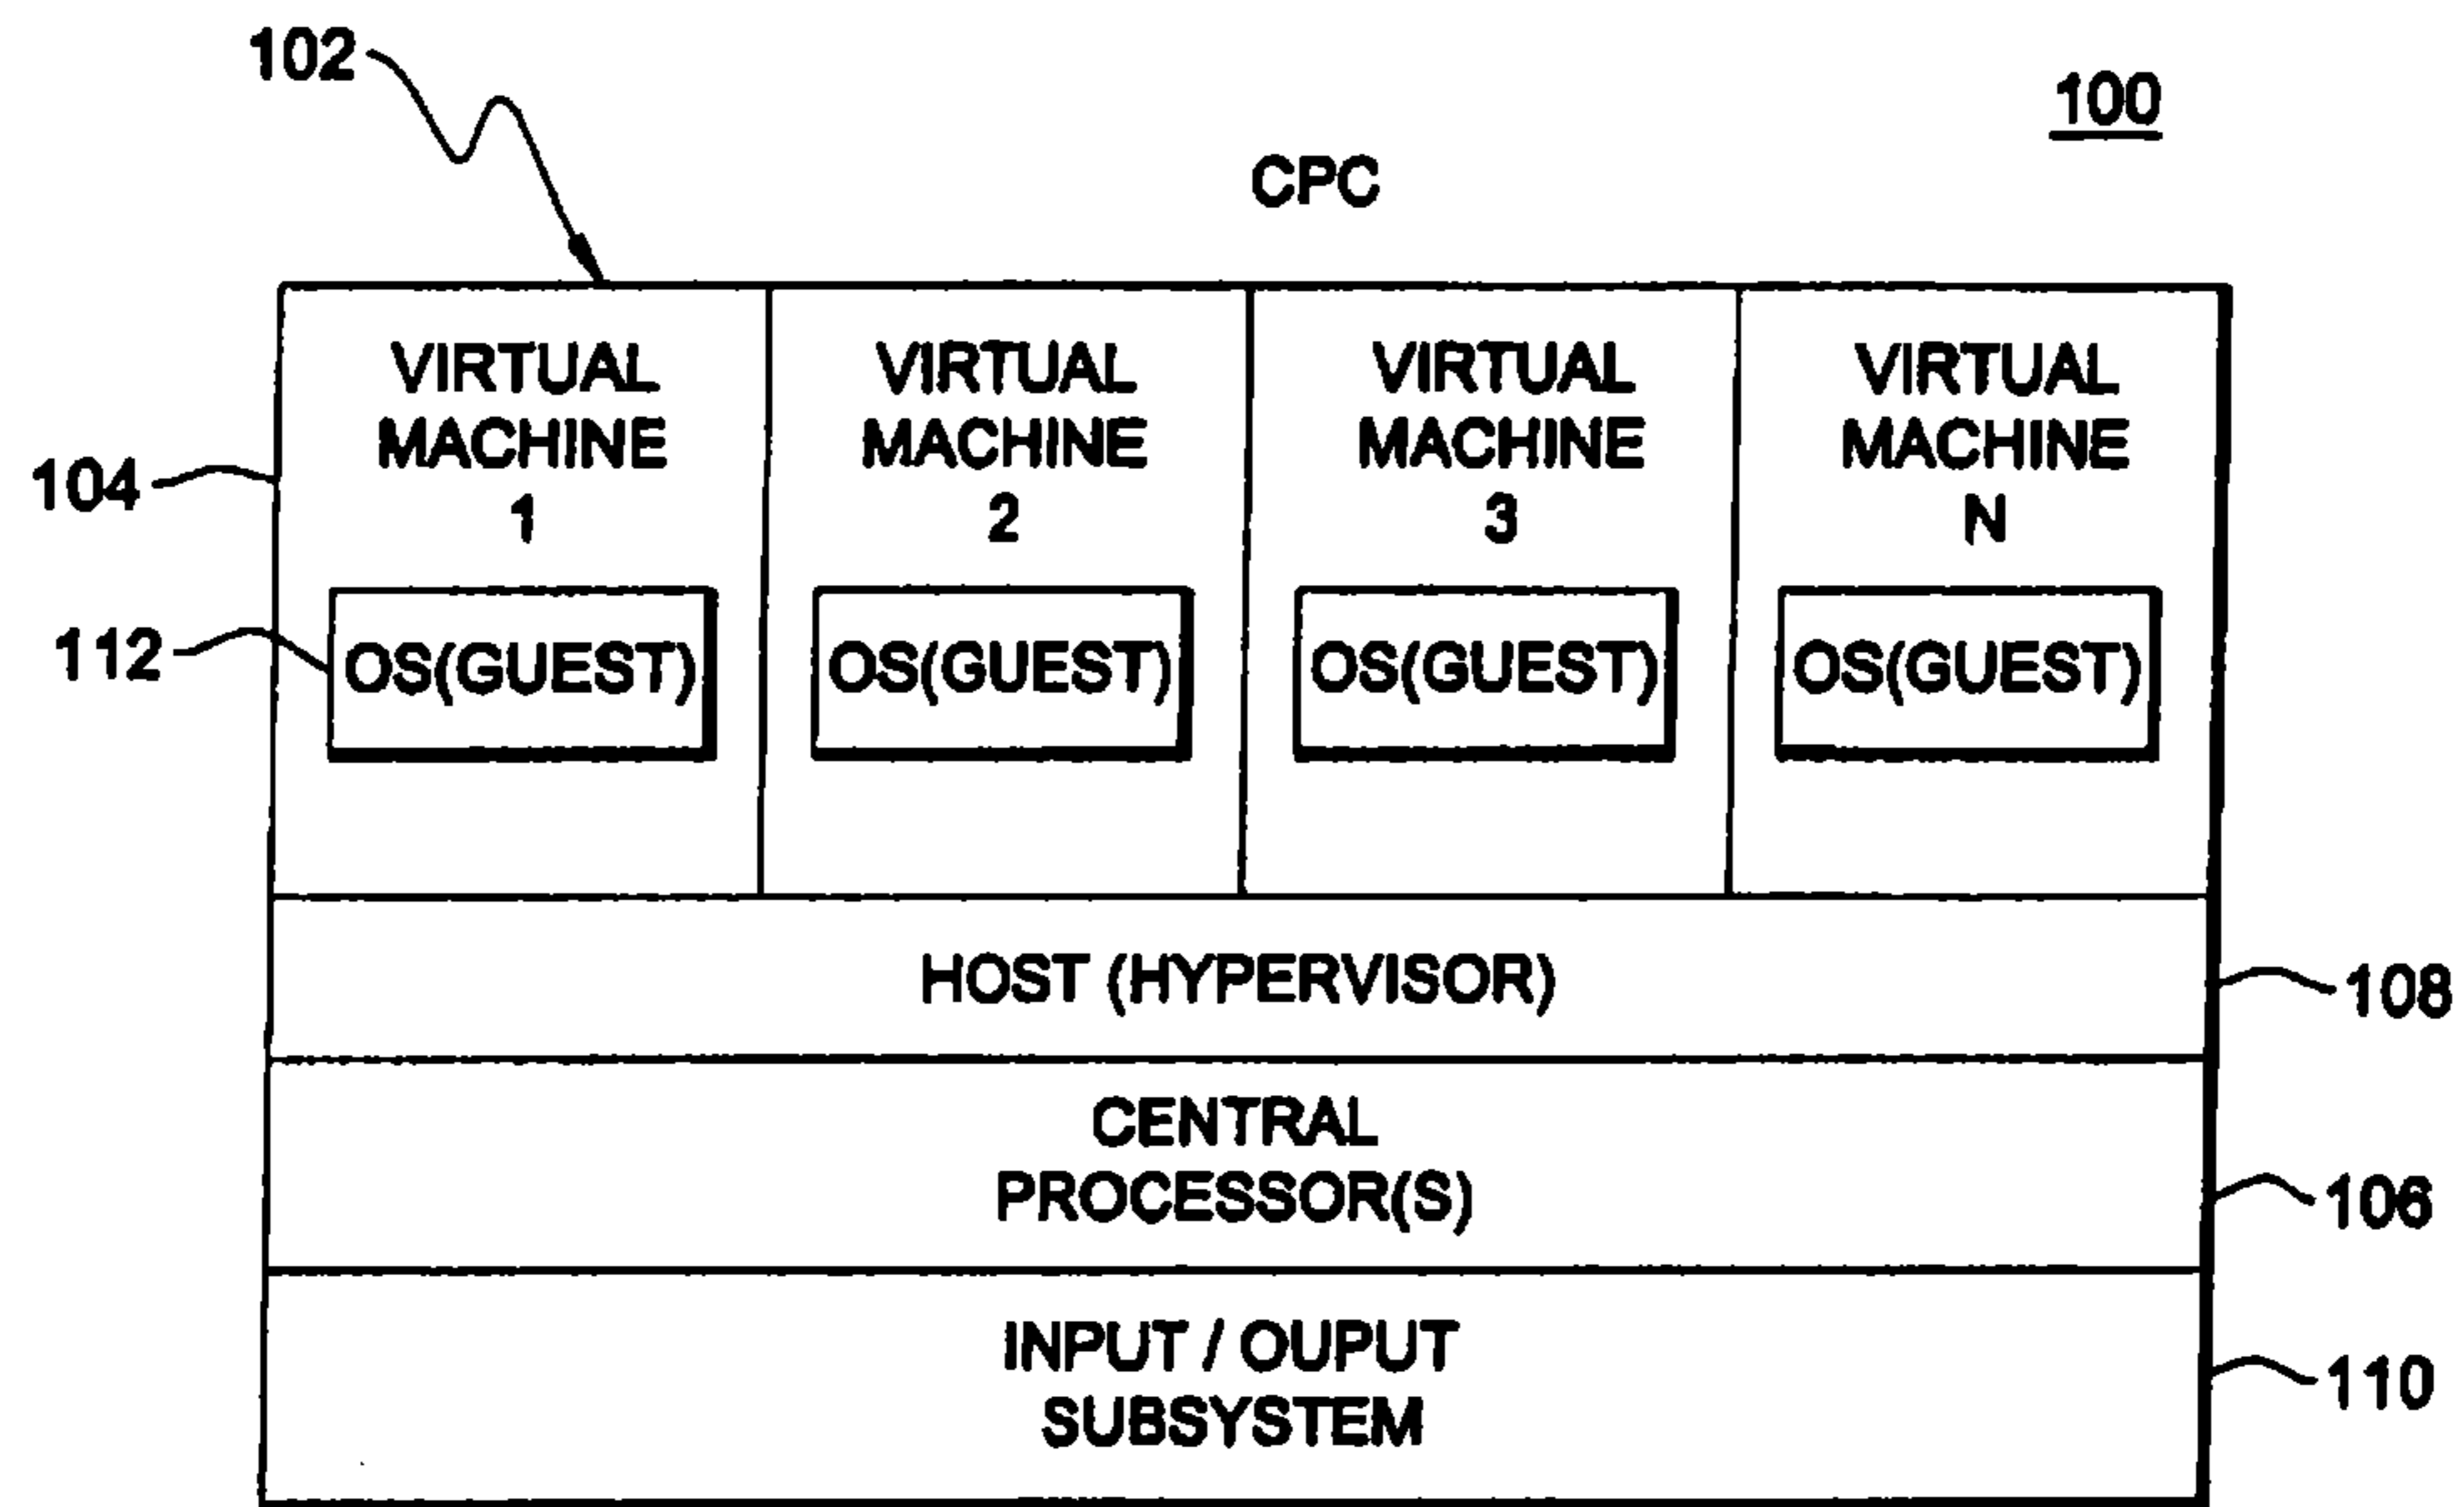 102
100
CPC
VIRTUAL
MACHINE
1
VIRTUAL
MACHINE
2
VIRTUAL
MACHINE
3
VIRTUAL
MACHINE
N
104
112
OS(GUEST)
OS(GUEST)
OS(GUEST)
OS(GUEST)
HOST (HYPERVISOR)
108
CENTRAL
PROCESSOR(S)
106
INPUT / OUPUT
SUBSYSTEM
110